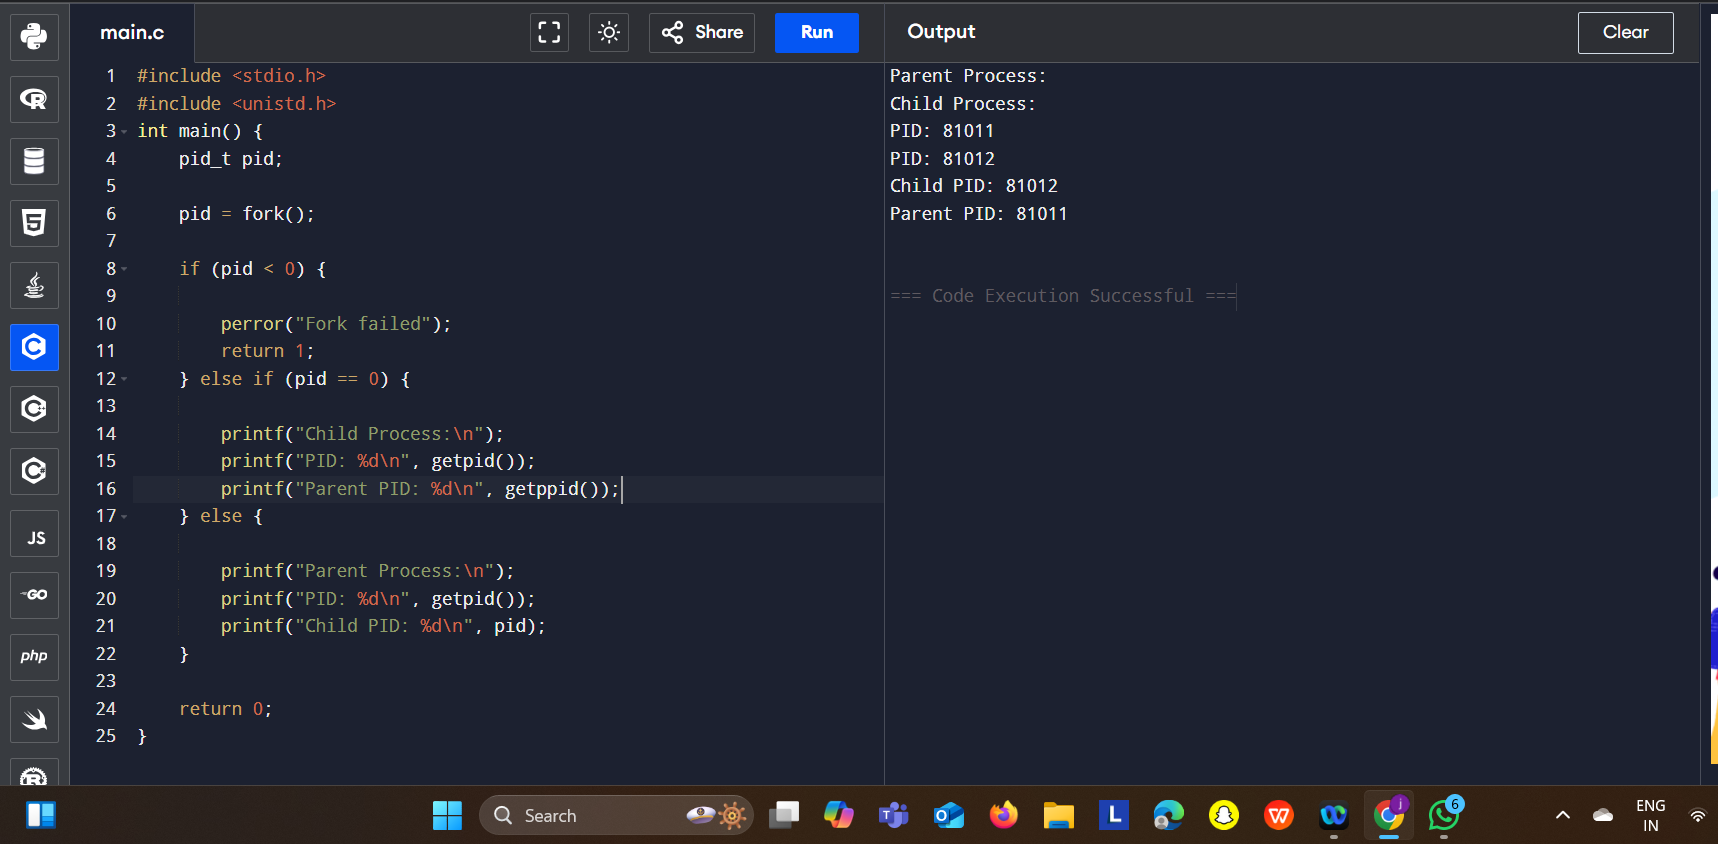 main.c
Share
Run
Output
Clear
1 #include <stdio.h>
2 #include <unistd.h>
3 int main() {
4     pid_t pid;
5
6     pid = fork();
7
8     if (pid < 0) {
9
10         perror("Fork failed");
11         return 1;
12     } else if (pid == 0) {
13
14         printf("Child Process:\n");
15         printf("PID: %d\n", getpid());
16         printf("Parent PID: %d\n", getppid());
17     } else {
18
19         printf("Parent Process:\n");
20         printf("PID: %d\n", getpid());
21         printf("Child PID: %d\n", pid);
22     }
23
24     return 0;
25 }
Parent Process:
Child Process:
PID: 81011
PID: 81012
Child PID: 81012
Parent PID: 81011
=== Code Execution Successful ===
R
5
C
C
C
JS
GO
php
R
Search
T
O
L
W
j
6
ENG
IN